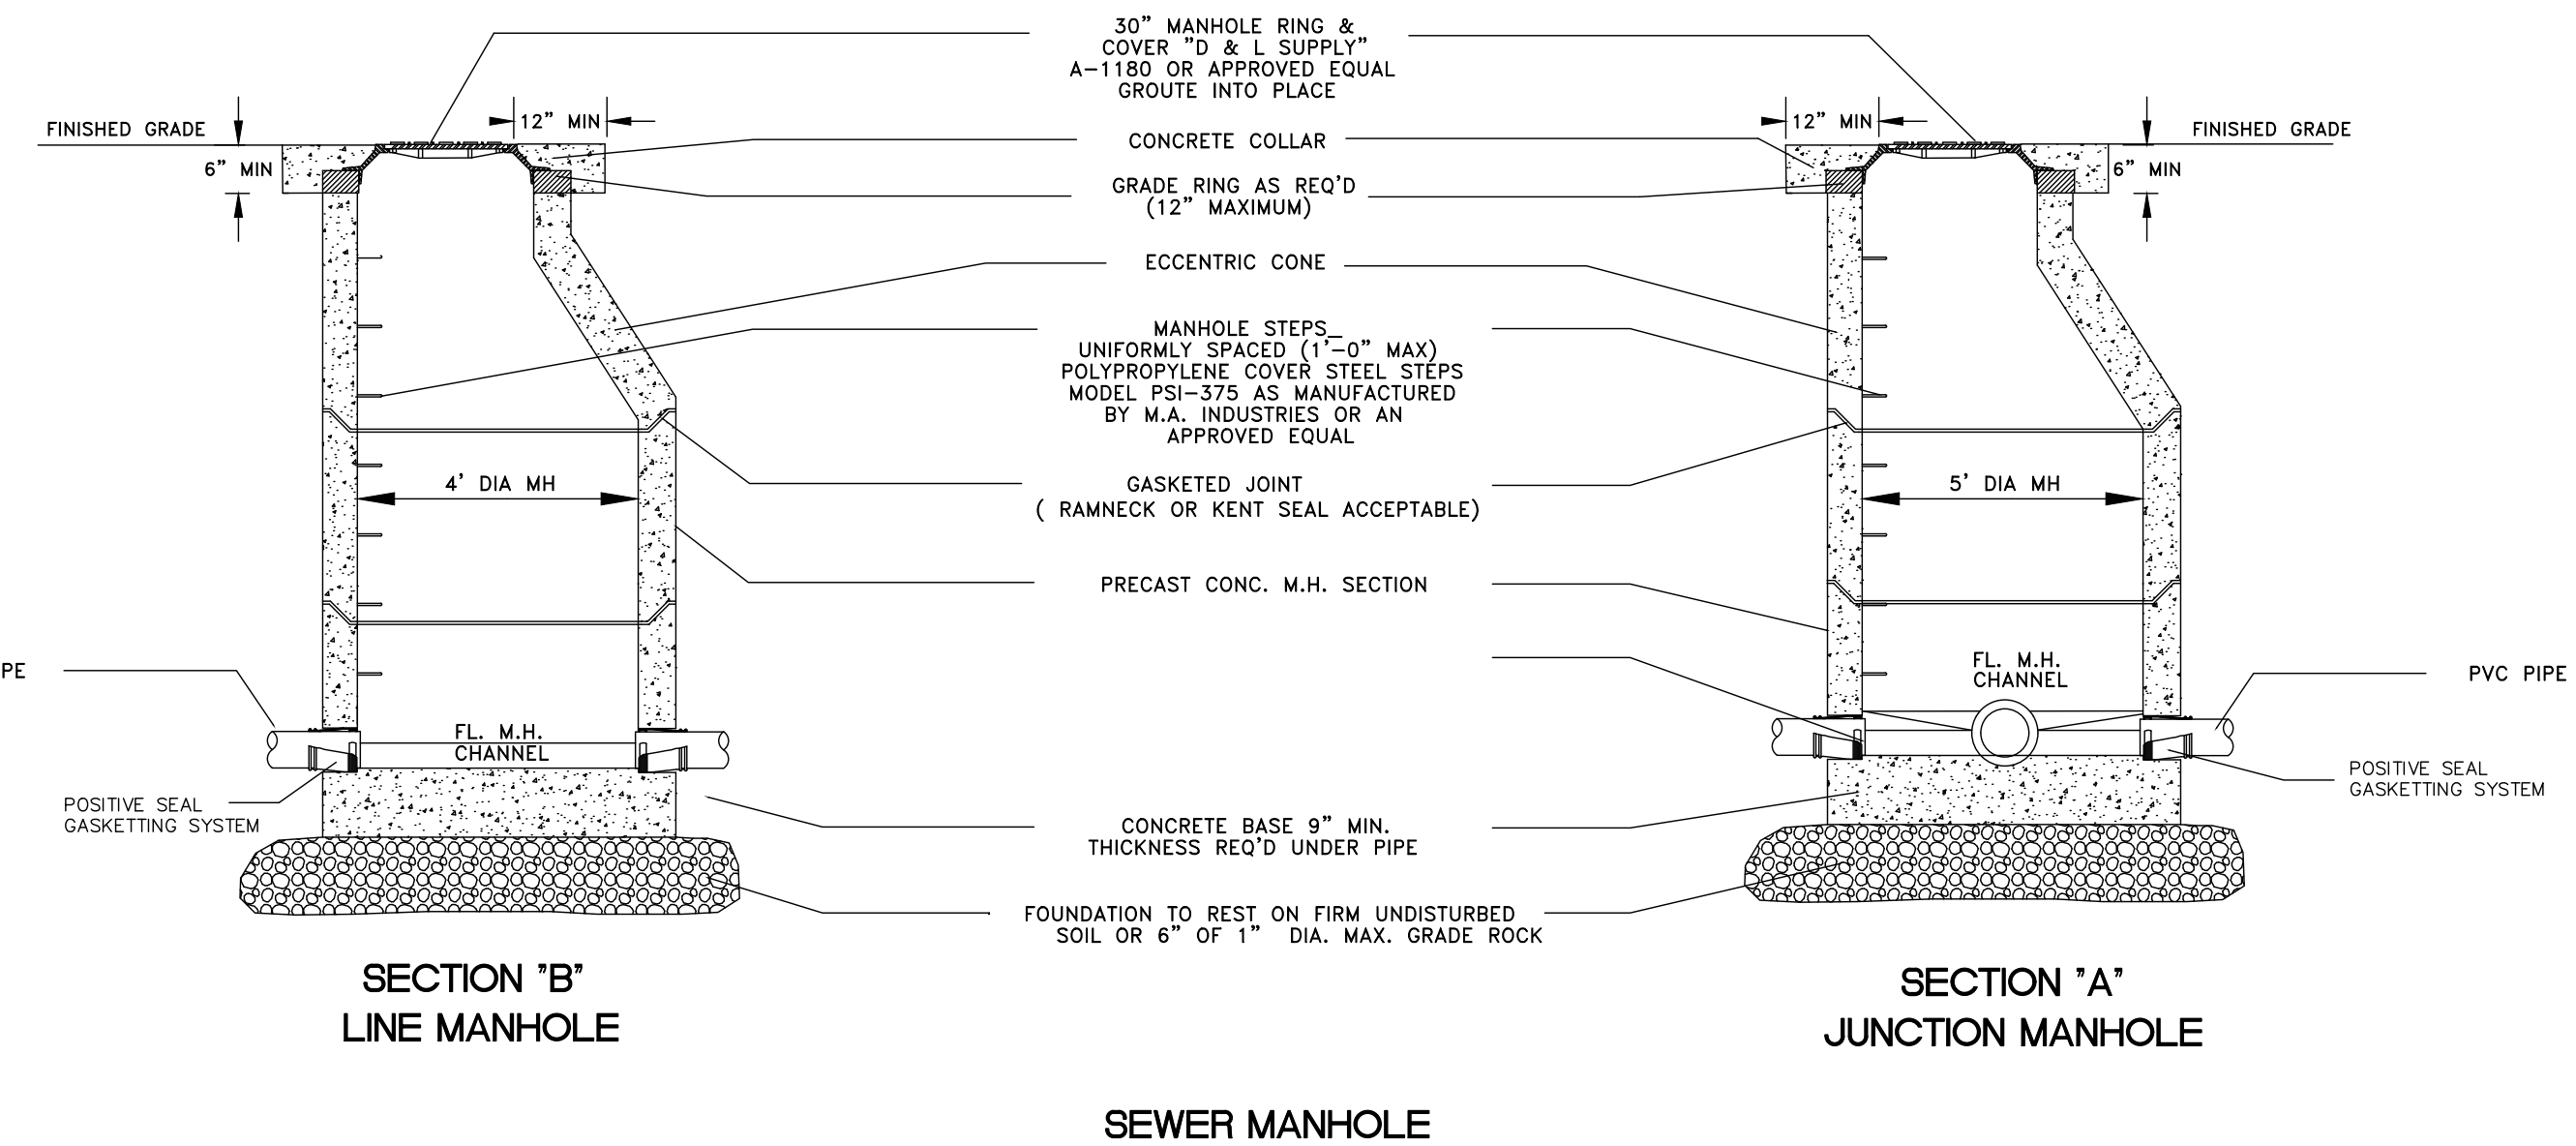 30” MANHOLE RING &
COVER ”D & L SUPPLY”
A-1180 OR APPROVED EQUAL
GROUTE INTO PLACE
12” MIN
12” MIN
FINISHED GRADE
FINISHED GRADE
CONCRETE COLLAR
6” MIN
6” MIN
GRADE RING AS REQ’D
(12” MAXIMUM)
ECCENTRIC CONE
MANHOLE STEPS_
UNIFORMLY SPACED (1’-0” MAX)
POLYPROPYLENE COVER STEEL STEPS
MODEL PSI-375 AS MANUFACTURED
BY M.A. INDUSTRIES OR AN
APPROVED EQUAL
4’ DIA MH
GASKETED JOINT
( RAMNECK OR KENT SEAL ACCEPTABLE)
5’ DIA MH
PRECAST CONC. M.H. SECTION
PE
FL. M.H.
CHANNEL
PVC PIPE
FL. M.H.
CHANNEL
POSITIVE SEAL
GASKETTING SYSTEM
POSITIVE SEAL
GASKETTING SYSTEM
CONCRETE BASE 9” MIN.
THICKNESS REQ’D UNDER PIPE
FOUNDATION TO REST ON FIRM UNDISTURBED
SOIL OR 6” OF 1” DIA. MAX. GRADE ROCK
SECTION ”B”
LINE MANHOLE
SECTION ”A”
JUNCTION MANHOLE
SEWER MANHOLE